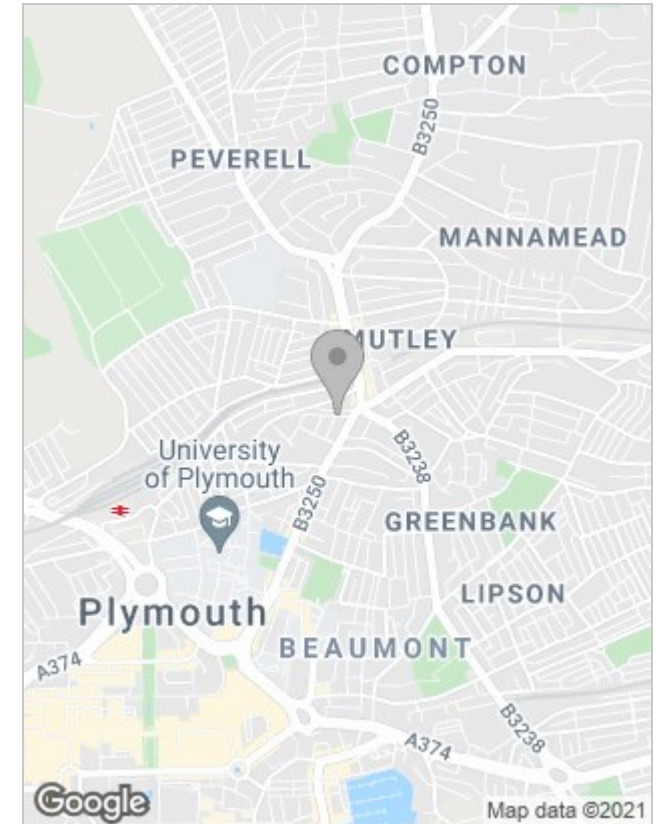 COMPTON
B3250
PEVERELL
MANNAMEAD
MUTLEY
University
of Plymouth
B3238
B3250
GREENBANK
LIPSON
Plymouth
BEAUMONT
A374
B3238
A374
Google
Map data ©2021